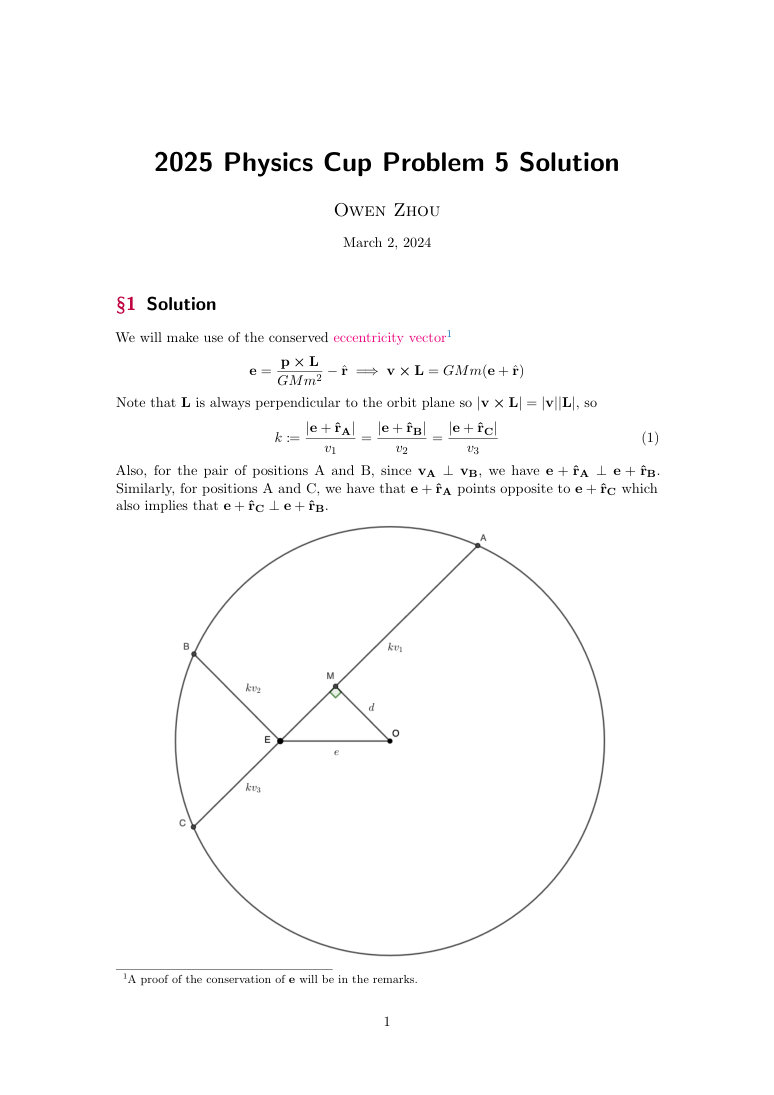 2025 Physics Cup Problem 5 Solution
Owen Zhou
March 2, 2024
§1 Solution
We will make use of the conserved eccentricity vector¹
e = (p × L)/(GMm²) − r̂ ⟹ v × L = GMm(e + r̂)
Note that L is always perpendicular to the orbit plane so |v × L| = |v||L|, so
k := |e + r̂_A|/v₁ = |e + r̂_B|/v₂ = |e + r̂_C|/v₃ (1)
Also, for the pair of positions A and B, since v_A ⊥ v_B, we have e + r̂_A ⊥ e + r̂_B.
Similarly, for positions A and C, we have that e + r̂_A points opposite to e + r̂_C which
also implies that e + r̂_C ⊥ e + r̂_B.
A
B
kv₁
M
kv₂
d
E
O
e
kv₃
C
¹A proof of the conservation of e will be in the remarks.
1